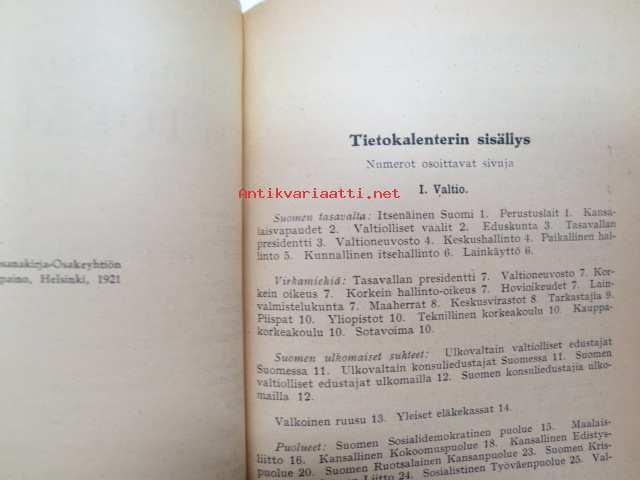 sanakirja-Osakeyhtiön
paino, Helsinki, 1921
Tietokalenterin sisällys
Numerot osoittavat sivuja
Antikvariaatti.net
I. Valtio.
Suomen tasavalta: Itsenäinen Suomi 1. Perustuslait 1. Kansa-
laisvapaudet 2. Valtiolliset vaalit 2. Eduskunta 3. Tasavallan
presidentti 3. Valtioneuvosto 4. Keskushallinto 4. Paikallinen hal-
linto 5. Kunnallinen itsehallinto 6. Lainkäyttö 6.
Virkamiehiä: Tasavallan presidentti 7. Valtioneuvosto 7. Kor-
kein oikeus 7. Korkein hallinto-oikeus 7. Hovioikeudet 7. Lain-
valmistelukunta 7. Maaherrat 8. Keskusvirastot 8. Tarkastajia 9.
Piispat 10. Yliopistot 10. Teknillinen korkeakoulu 10. Kauppa-
korkeakoulu 10. Sotavoima 10.
Suomen ulkomaiset suhteet: Ulkovaltain valtiolliset edustajat
Suomessa 11. Ulkovaltain konsuliedustajat Suomessa 11. Suomen
valtiolliset edustajat ulkomailla 12. Suomen konsuliedustajia ulko-
mailla 12.
Valkoinen ruusu 13. Yleiset eläkekassat 14.
Puolueet: Suomen Sosialidemokratinen puolue 15. Maalais-
liitto 16. Kansallinen Kokoomuspuolue 18. Kansallinen Edistys-
puolue 20. Suomen Ruotsalainen Kansanpuolue 23. Suomen Kris-
Liitto 24. Sosialistinen Työväenpuolue 25. Val-